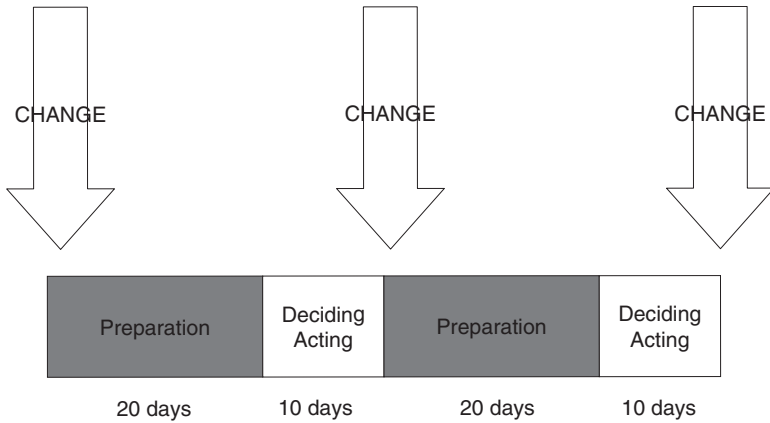 CHANGE
CHANGE
CHANGE
Preparation
Deciding
Acting
Preparation
Deciding
Acting
20 days
10 days
20 days
10 days